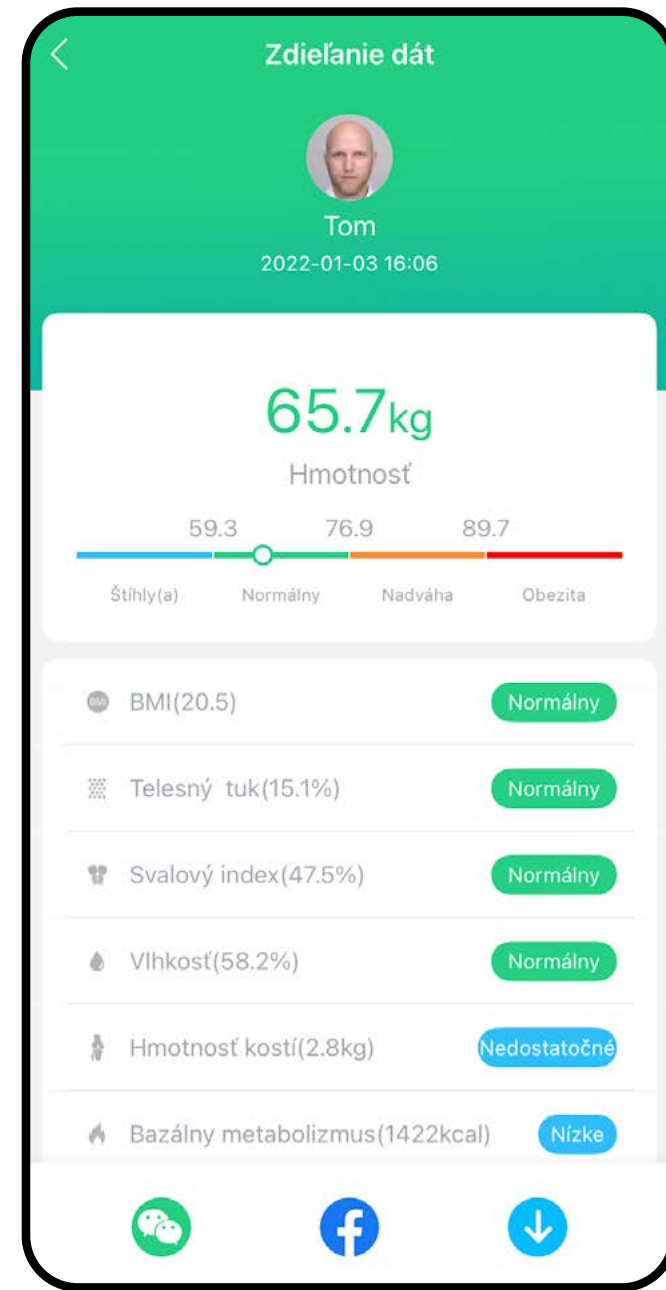 Zdieľanie dát
Tom
2022-01-03 16:06
65.7kg
Hmotnosť
59.3 76.9 89.7
Štíhly(a) Normálny Nadváha Obezita
BMI BMI(20.5) Normálny
Telesný tuk(15.1%) Normálny
Svalový index(47.5%) Normálny
Vlhkosť(58.2%) Normálny
Hmotnosť kostí(2.8kg) Nedostatočné
Bazálny metabolizmus(1422kcal) Nízke